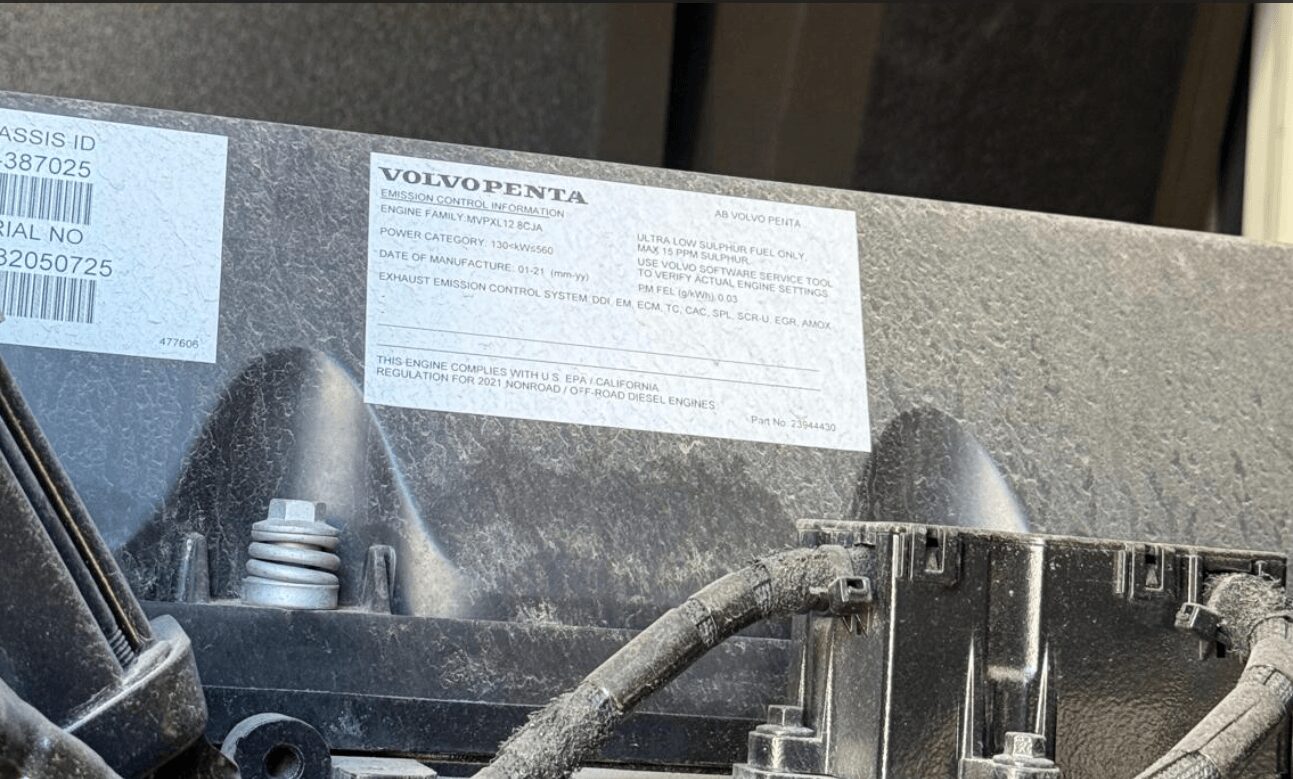 ASSIS ID
-387025
RIAL NO
32050725
477606
VOLVO PENTA
EMISSION CONTROL INFORMATION
AB VOLVO PENTA
ENGINE FAMILY:MVPXL12.8CJA
POWER CATEGORY: 130<kW≤560
DATE OF MANUFACTURE: 01-21 (mm-yy)
EXHAUST EMISSION CONTROL SYSTEM DDI, EM, ECM, TC, CAC, SPL, SCR-U, EGR, AMOX
ULTRA LOW SULPHUR FUEL ONLY.
MAX 15 PPM SULPHUR.
USE VOLVO SOFTWARE SERVICE TOOL
TO VERIFY ACTUAL ENGINE SETTINGS
PM FEL (g/kWh) 0.03
THIS ENGINE COMPLIES WITH U.S. EPA / CALIFORNIA
REGULATION FOR 2021 NONROAD / OFF-ROAD DIESEL ENGINES
Part No. 23944430